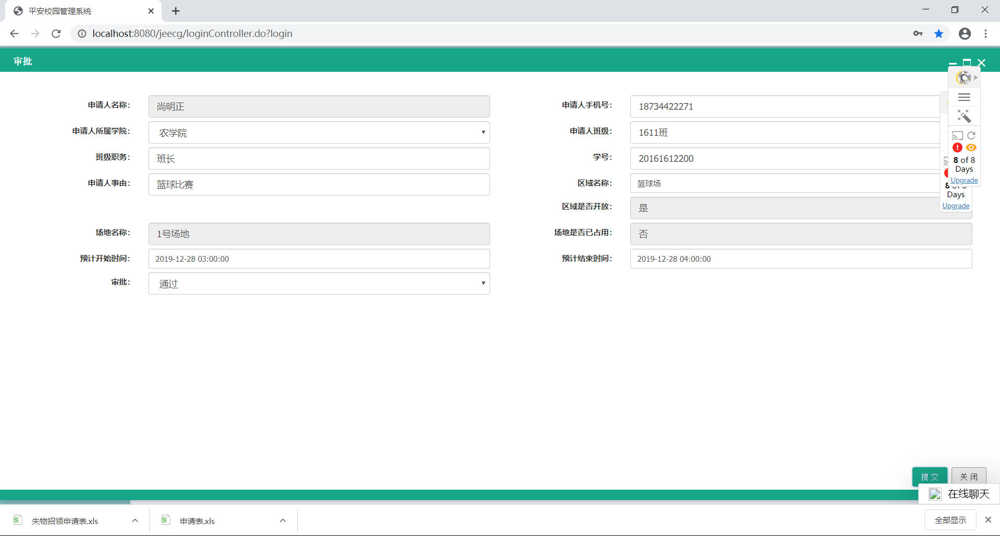 平安校园管理系统
localhost:8080/jeecg/loginController.do?login
审批
申请人名称: 尚明正 申请人手机号: 18734422271
申请人所属学院: 农学院 申请人班级: 1611班
班级职务: 班长 学号: 20161612200
申请人事由: 篮球比赛 区域名称: 篮球场
区域是否开放: 是
场地名称: 1号场地 场地是否已占用: 否
预计开始时间: 2019-12-28 03:00:00 预计结束时间: 2019-12-28 04:00:00
审批: 通过
8 of 8
Days
Upgrade
8 of 8
Days
Upgrade
提 交 关 闭
在线聊天
失物招领申请表.xls 申请表.xls 全部显示